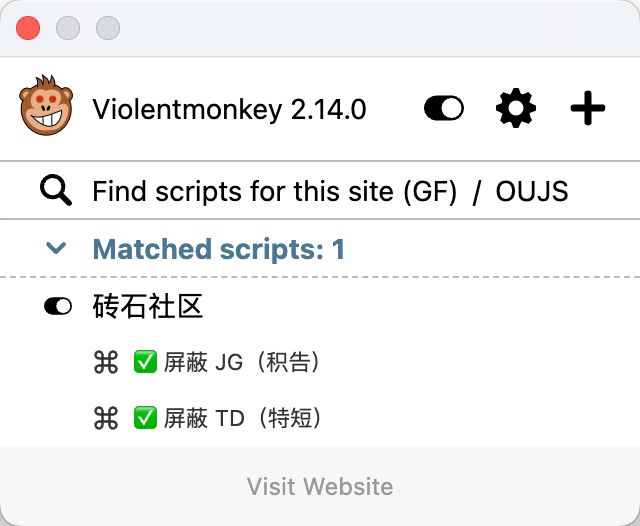 Violentmonkey 2.14.0
Find scripts for this site (GF) / OUJS
Matched scripts: 1
砖石社区
⌘ ✅ 屏蔽 JG（积告）
⌘ ✅ 屏蔽 TD（特短）
Visit Website